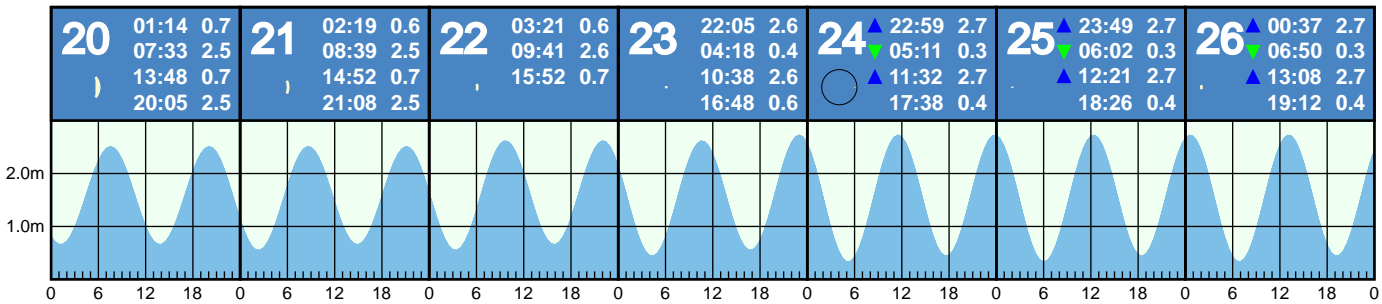 20 01:14 0.7
07:33 2.5
13:48 0.7
20:05 2.5
21 02:19 0.6
08:39 2.5
14:52 0.7
21:08 2.5
22 03:21 0.6
09:41 2.6
15:52 0.7
23 22:05 2.6
04:18 0.4
10:38 2.6
16:48 0.6
24 ▲ 22:59 2.7
▼ 05:11 0.3
▲ 11:32 2.7
17:38 0.4
25 ▲ 23:49 2.7
▼ 06:02 0.3
▲ 12:21 2.7
18:26 0.4
26 ▲ 00:37 2.7
▼ 06:50 0.3
▲ 13:08 2.7
19:12 0.4
2.0m
1.0m
0 6 12 18 0 6 12 18 0 6 12 18 0 6 12 18 0 6 12 18 0 6 12 18 0 6 12 18 0